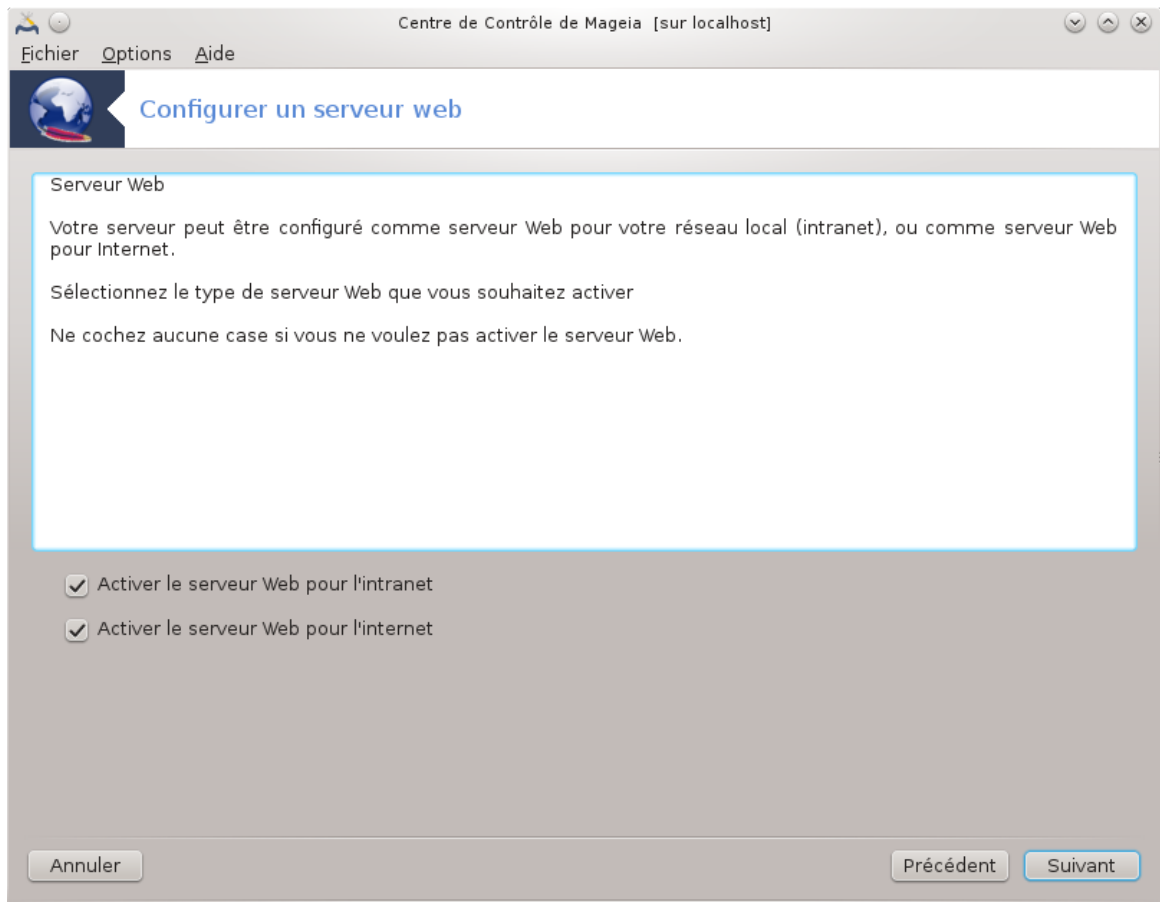 Centre de Contrôle de Mageia [sur localhost]
Fichier Options Aide
Configurer un serveur web
Serveur Web
Votre serveur peut être configuré comme serveur Web pour votre réseau local (intranet), ou comme serveur Web
pour Internet.
Sélectionnez le type de serveur Web que vous souhaitez activer
Ne cochez aucune case si vous ne voulez pas activer le serveur Web.
Activer le serveur Web pour l'intranet
Activer le serveur Web pour l'internet
Annuler Précédent Suivant